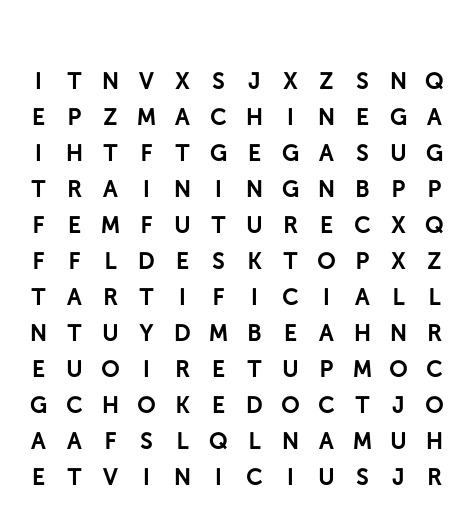 I T N V X S J X Z S N Q
E P Z M A C H I N E G A
I H T F T G E G A S U G
T R A I N I N G N B P P
F E M F U T U R E C X Q
F F L D E S K T O P X Z
T A R T I F I C I A L L
N T U Y D M B E A H N R
E U O I R E T U P M O C
G C H O K E D O C T J O
A A F S L Q L N A M U H
E T V I N I C I U S J R